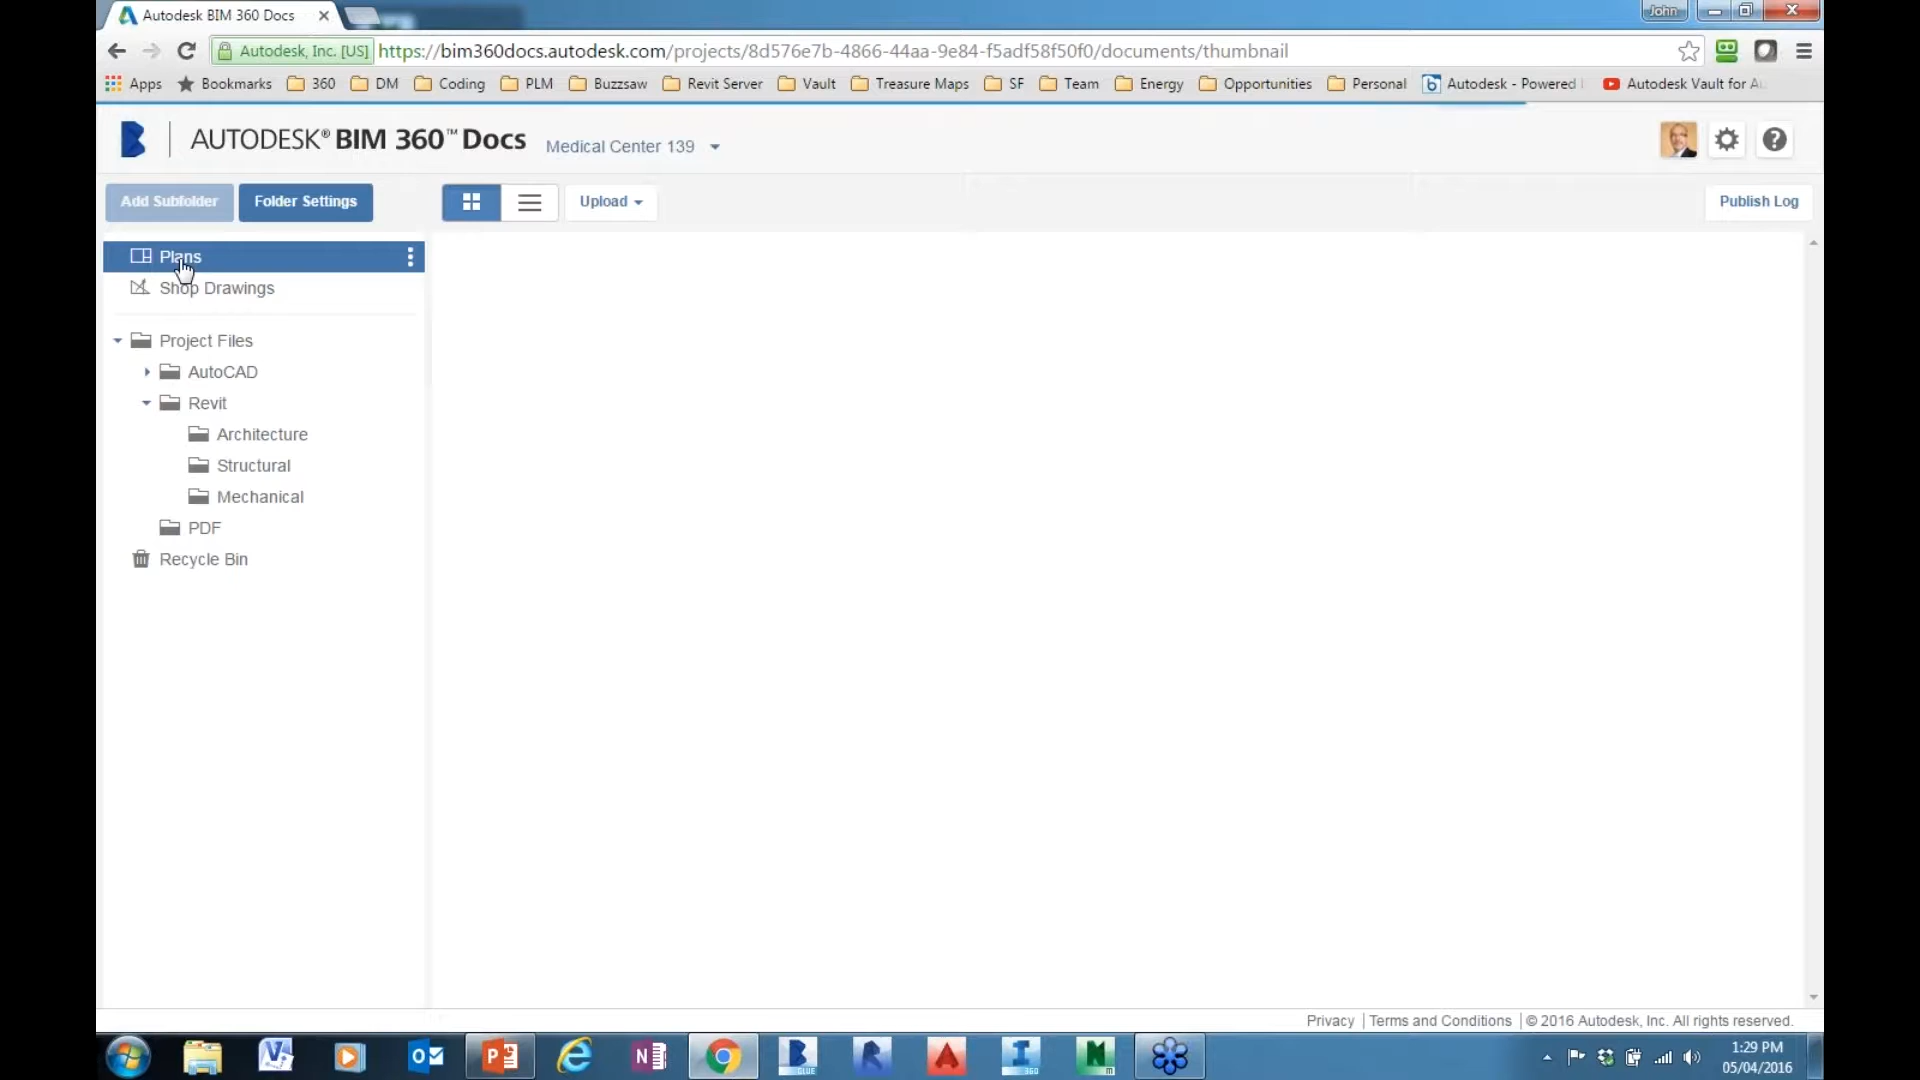 Autodesk BIM 360 Docs
John
Autodesk, Inc. [US] https://bim360docs.autodesk.com/projects/8d576e7b-4866-44aa-9e84-f5adf58f50f0/documents/thumbnail
Apps Bookmarks 360 DM Coding PLM Buzzsaw Revit Server Vault Treasure Maps SF Team Energy Opportunities Personal Autodesk - Powered Autodesk Vault for Au
AUTODESK® BIM 360™ Docs Medical Center 139
Add Subfolder Folder Settings Upload Publish Log
Plans
Shop Drawings
Project Files
AutoCAD
Revit
Architecture
Structural
Mechanical
PDF
Recycle Bin
Privacy | Terms and Conditions | © 2016 Autodesk, Inc. All rights reserved.
1:29 PM
05/04/2016